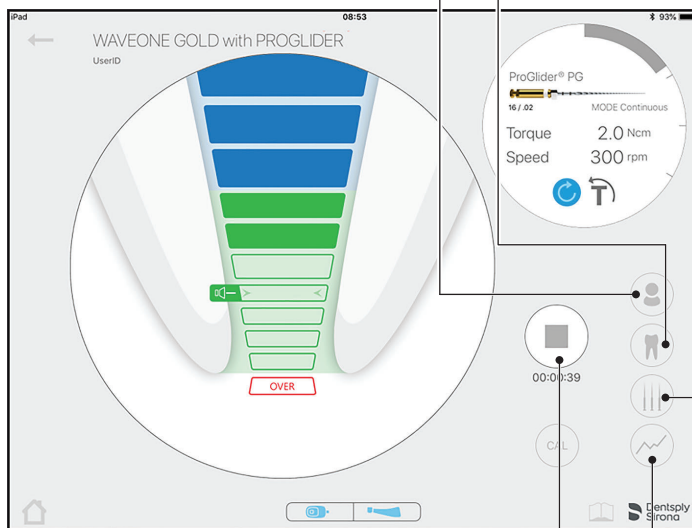 iPad
08:53
93%
WAVEONE GOLD with PROGLIDER
UserID
ProGlider® PG
16 / .02
MODE Continuous
Torque 2.0 Ncm
Speed 300 rpm
T
OVER
00:00:39
CAL
Dentsply
Sirona